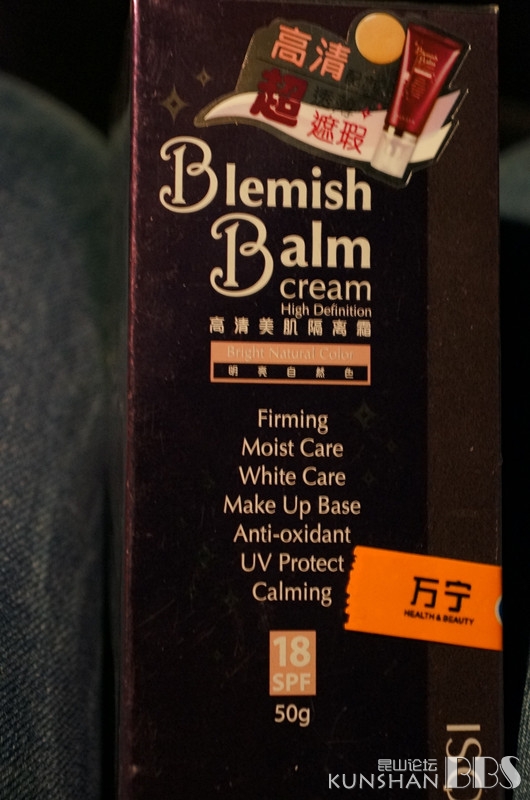 高清
超
遮瑕
Blemish
Balm
cream
High Definition
高清美肌隔离霜
Bright Natural Color
明亮自然色
Firming
Moist Care
White Care
Make Up Base
Anti-oxidant
UV Protect
Calming
万宁
HEALTH & BEAUTY
18
SPF
50g
昆山论坛
KUNSHAN BBS